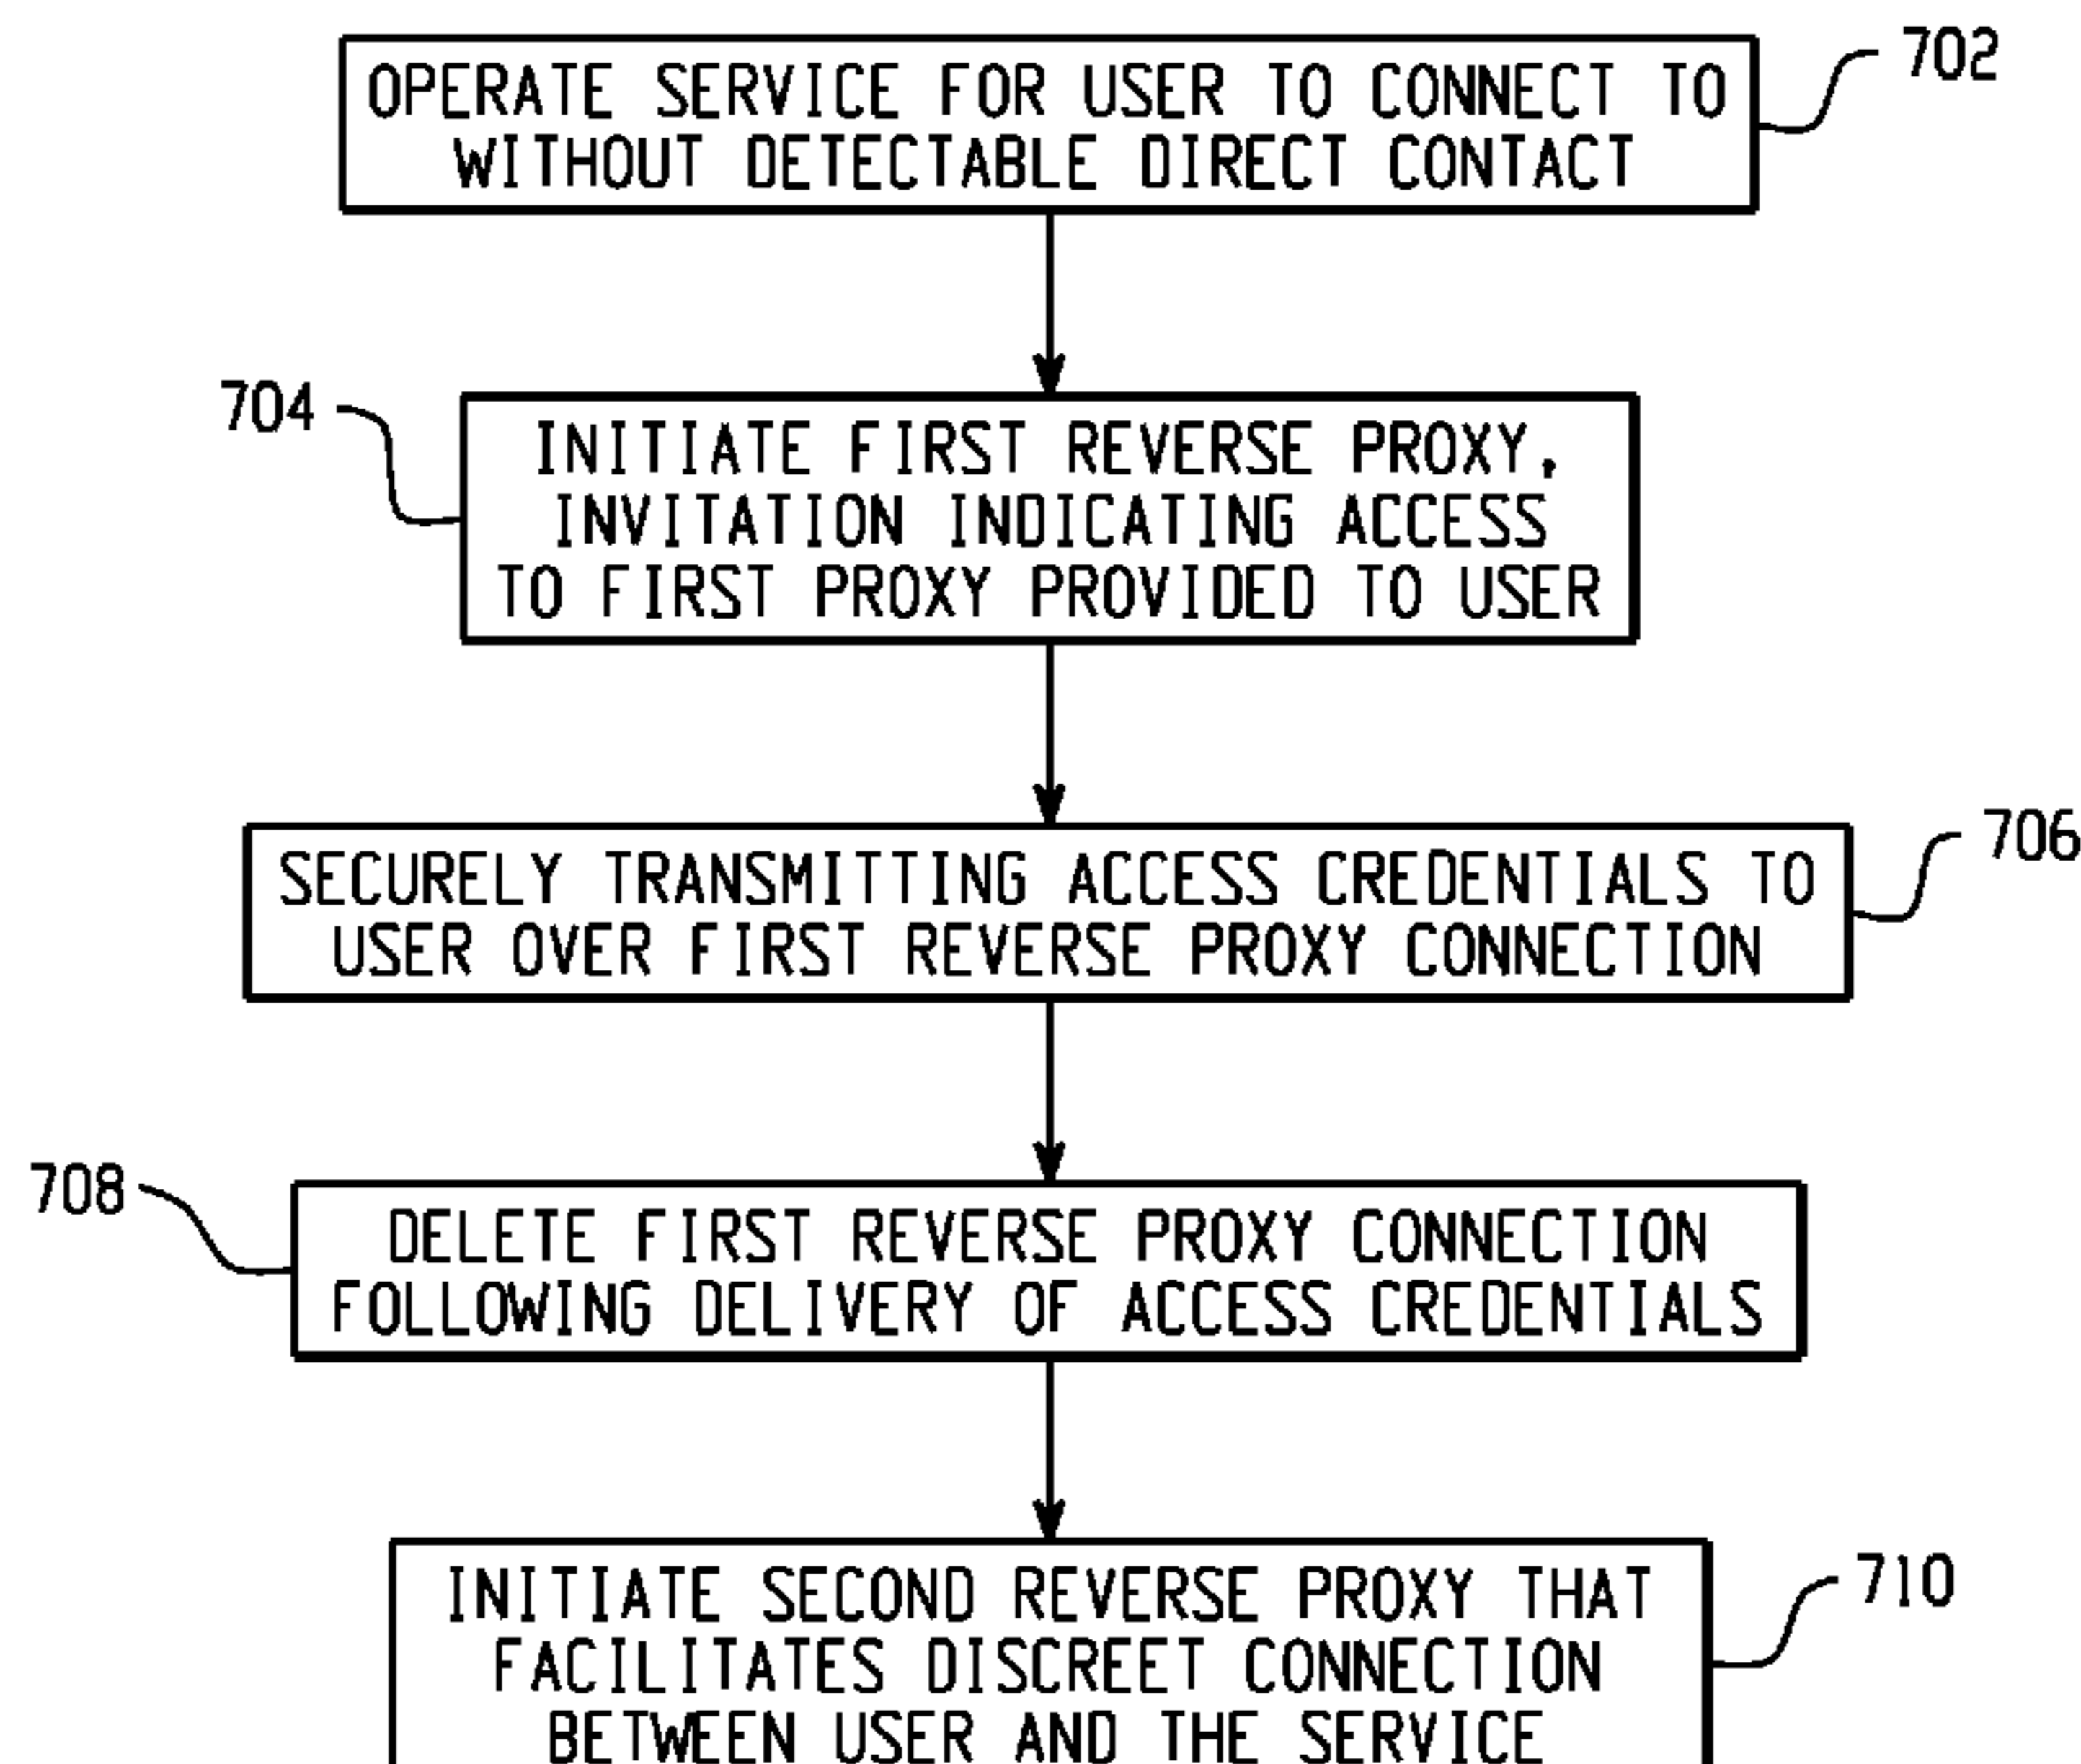 702
OPERATE SERVICE FOR USER TO CONNECT TO
WITHOUT DETECTABLE DIRECT CONTACT
704
INITIATE FIRST REVERSE PROXY,
INVITATION INDICATING ACCESS
TO FIRST PROXY PROVIDED TO USER
706
SECURELY TRANSMITTING ACCESS CREDENTIALS TO
USER OVER FIRST REVERSE PROXY CONNECTION
708
DELETE FIRST REVERSE PROXY CONNECTION
FOLLOWING DELIVERY OF ACCESS CREDENTIALS
710
INITIATE SECOND REVERSE PROXY THAT
FACILITATES DISCREET CONNECTION
BETWEEN USER AND THE SERVICE